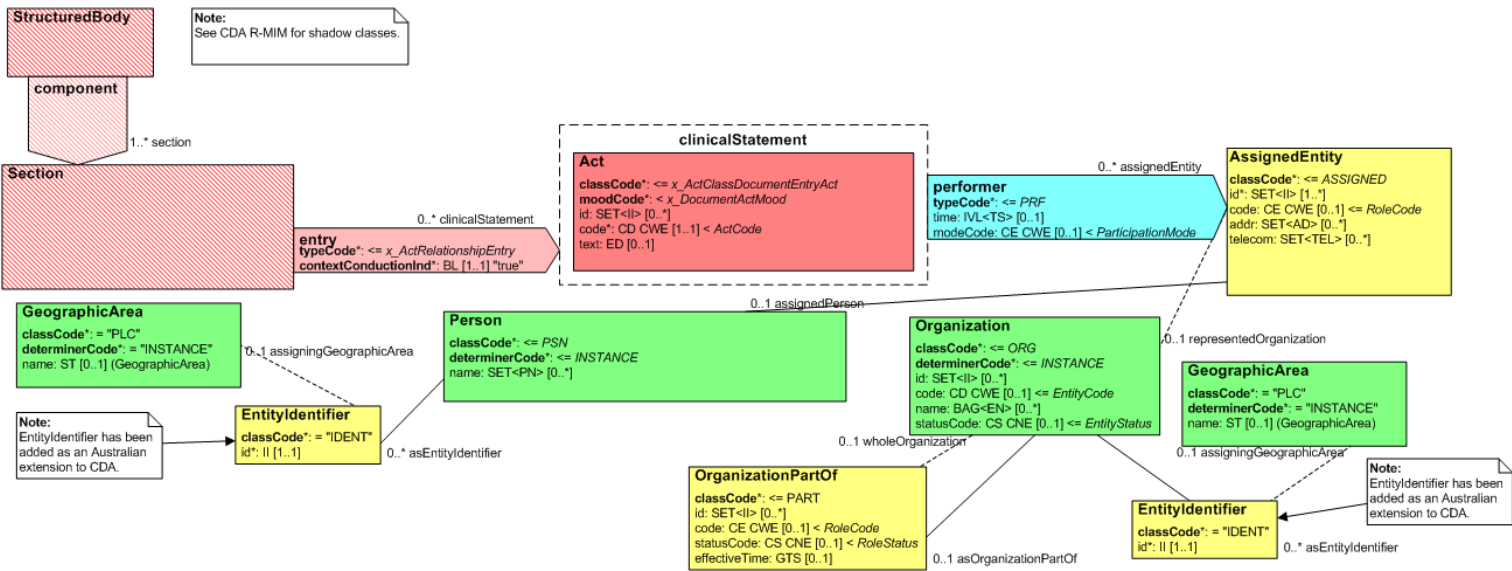 StructuredBody
Note:
See CDA R-MIM for shadow classes.
component
1..* section
Section
0..* clinicalStatement
entry
typeCode*: <= x_ActRelationshipEntry
contextConductionInd*: BL [1..1] "true"
clinicalStatement
Act
classCode*: <= x_ActClassDocumentEntryAct
moodCode*: < x_DocumentActMood
id: SET<II> [0..*]
code*: CD CWE [1..1] < ActCode
text: ED [0..1]
0..* assignedEntity
performer
typeCode*: <= PRF
time: IVL<TS> [0..1]
modeCode: CE CWE [0..1] < ParticipationMode
AssignedEntity
classCode*: <= ASSIGNED
id*: SET<II> [1..*]
code: CE CWE [0..1] <= RoleCode
addr: SET<AD> [0..*]
telecom: SET<TEL> [0..*]
0..1 assignedPerson
GeographicArea
classCode*: = "PLC"
determinerCode*: = "INSTANCE"
name: ST [0..1] (GeographicArea)
0..1 assigningGeographicArea
Person
classCode*: <= PSN
determinerCode*: <= INSTANCE
name: SET<PN> [0..*]
Organization
classCode*: <= ORG
determinerCode*: <= INSTANCE
id: SET<II> [0..*]
code: CD CWE [0..1] <= EntityCode
name: BAG<EN> [0..*]
statusCode: CS CNE [0..1] <= EntityStatus
0..1 representedOrganization
GeographicArea
classCode*: = "PLC"
determinerCode*: = "INSTANCE"
name: ST [0..1] (GeographicArea)
0..1 assigningGeographicArea
Note:
EntityIdentifier has been
added as an Australian
extension to CDA.
EntityIdentifier
classCode*: = "IDENT"
id*: II [1..1]
0..* asEntityIdentifier
0..1 wholeOrganization
OrganizationPartOf
classCode*: <= PART
id: SET<II> [0..*]
code: CE CWE [0..1] < RoleCode
statusCode: CS CNE [0..1] < RoleStatus
effectiveTime: GTS [0..1]
0..1 asOrganizationPartOf
EntityIdentifier
classCode*: = "IDENT"
id*: II [1..1]
0..* asEntityIdentifier
Note:
EntityIdentifier has been
added as an Australian
extension to CDA.